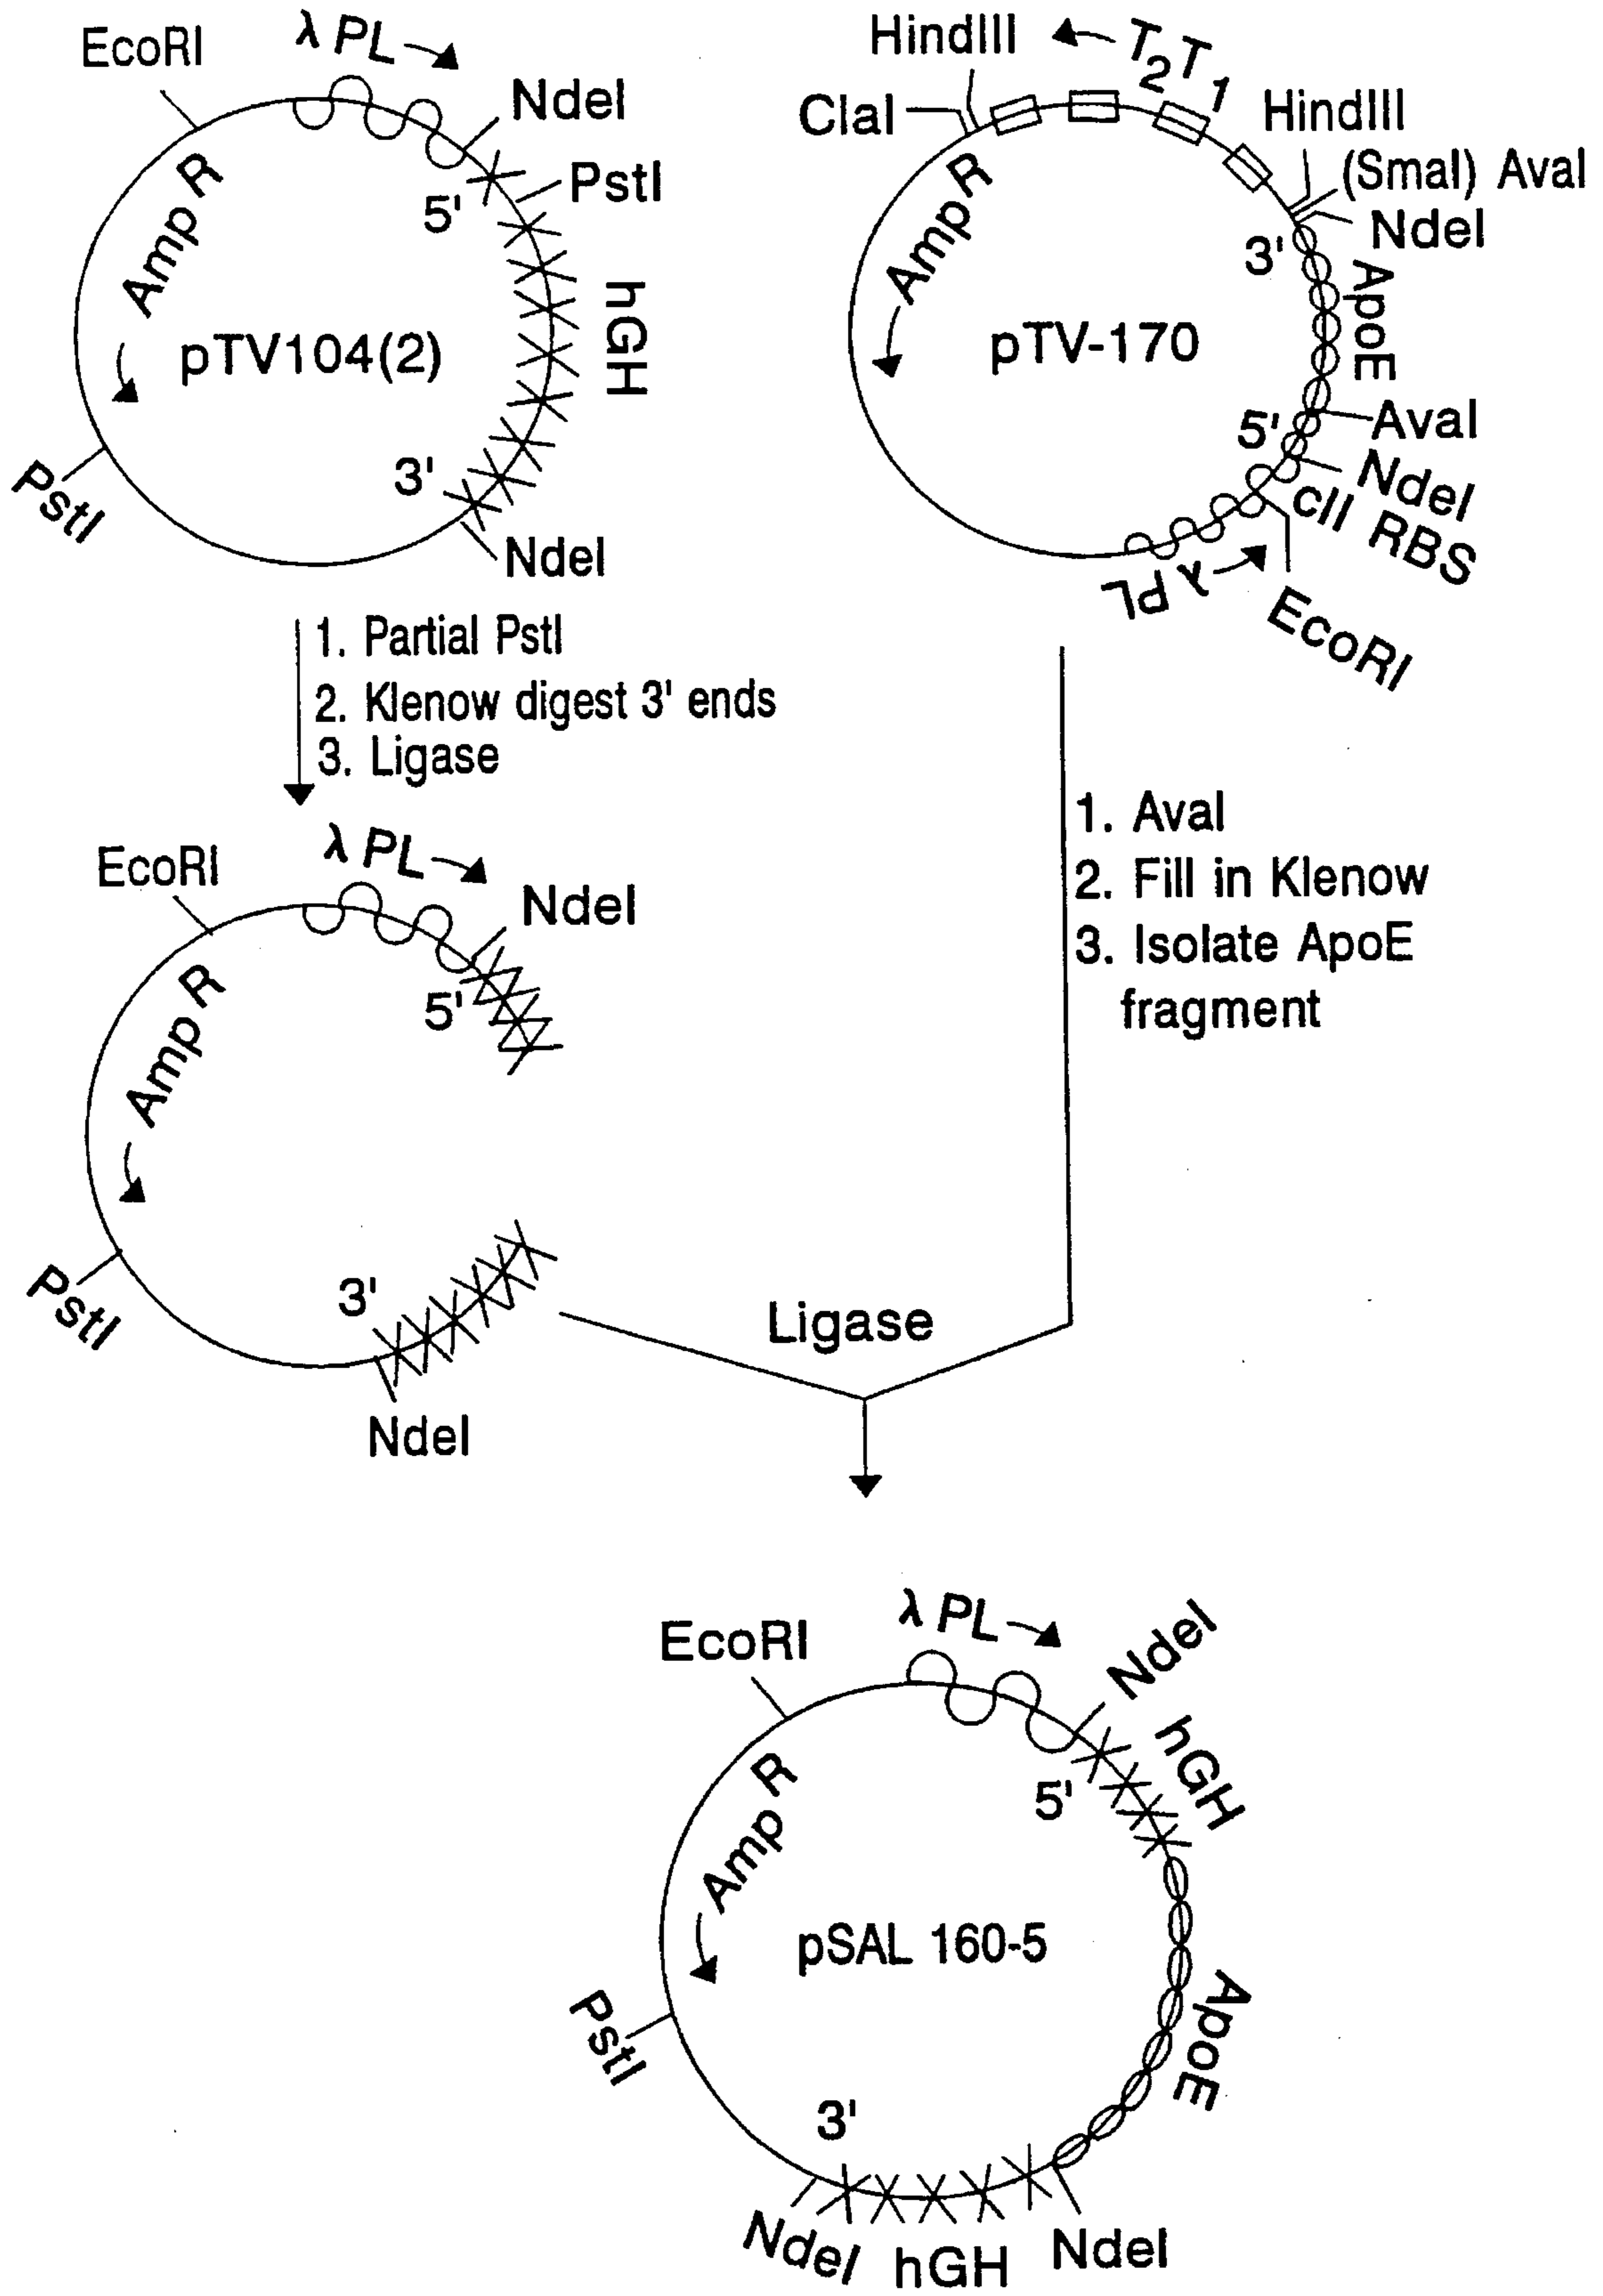 EcoRI
λ PL
NdeI
PstI
5'
Amp R
hGH
pTV104(2)
3'
PstI
NdeI
HindIII
T2T1
ClaI
HindIII
(SmaI) AvaI
NdeI
Amp R
3'
ApoE
pTV-170
AvaI
5'
NdeI
cII RBS
λ PL
EcoRI
1. Partial PstI
2. Klenow digest 3' ends
3. Ligase
1. AvaI
2. Fill in Klenow
3. Isolate ApoE
fragment
EcoRI
λ PL
NdeI
5'
Amp R
3'
PstI
NdeI
Ligase
EcoRI
λ PL
NdeI
hGH
5'
Amp R
pSAL 160-5
ApoE
PstI
3'
NdeI
hGH
NdeI